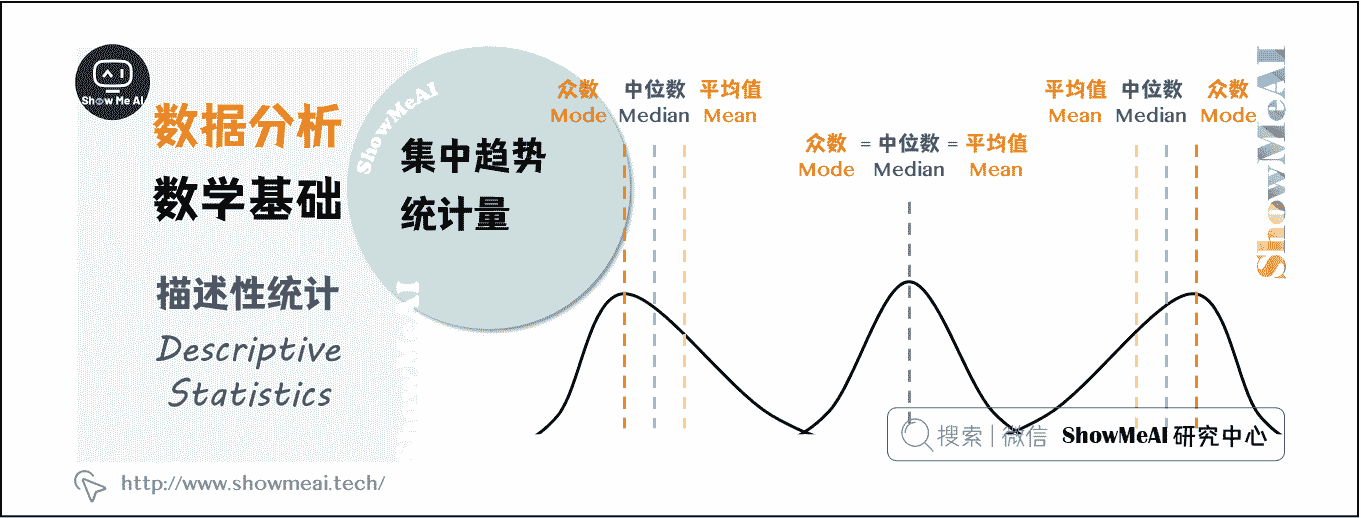 Show Me AI
数据分析
数学基础
描述性统计
Descriptive
Statistics
http://www.showmeai.tech/
ShowMeAI
集中趋势
统计量
ShowMeAI
众数 中位数 平均值
Mode Median Mean
众数 = 中位数 = 平均值
Mode Median Mean
平均值 中位数 众数
Mean Median Mode
ShowMeAI
搜索 | 微信 ShowMeAI 研究中心